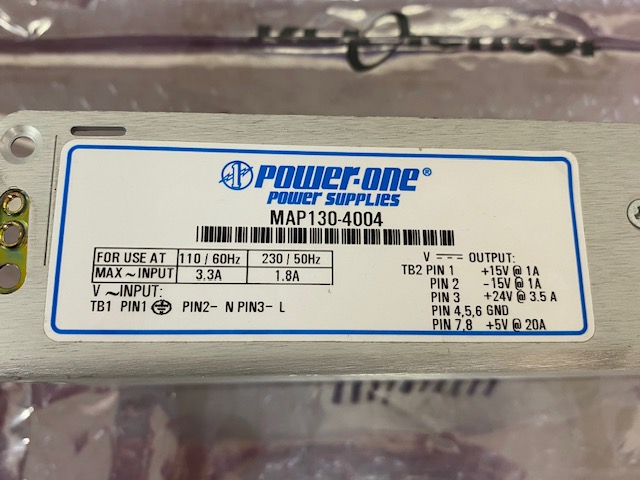 POWER-ONE®
POWER SUPPLIES
MAP130-4004
FOR USE AT 110 / 60Hz 230 / 50Hz
MAX ~ INPUT 3.3A 1.8A
V ~INPUT:
TB1 PIN1 PIN2- N PIN3- L
V ⎓ OUTPUT:
TB2 PIN 1 +15V @ 1A
PIN 2 -15V @ 1A
PIN 3 +24V @ 3.5 A
PIN 4,5,6 GND
PIN 7,8 +5V @ 20A